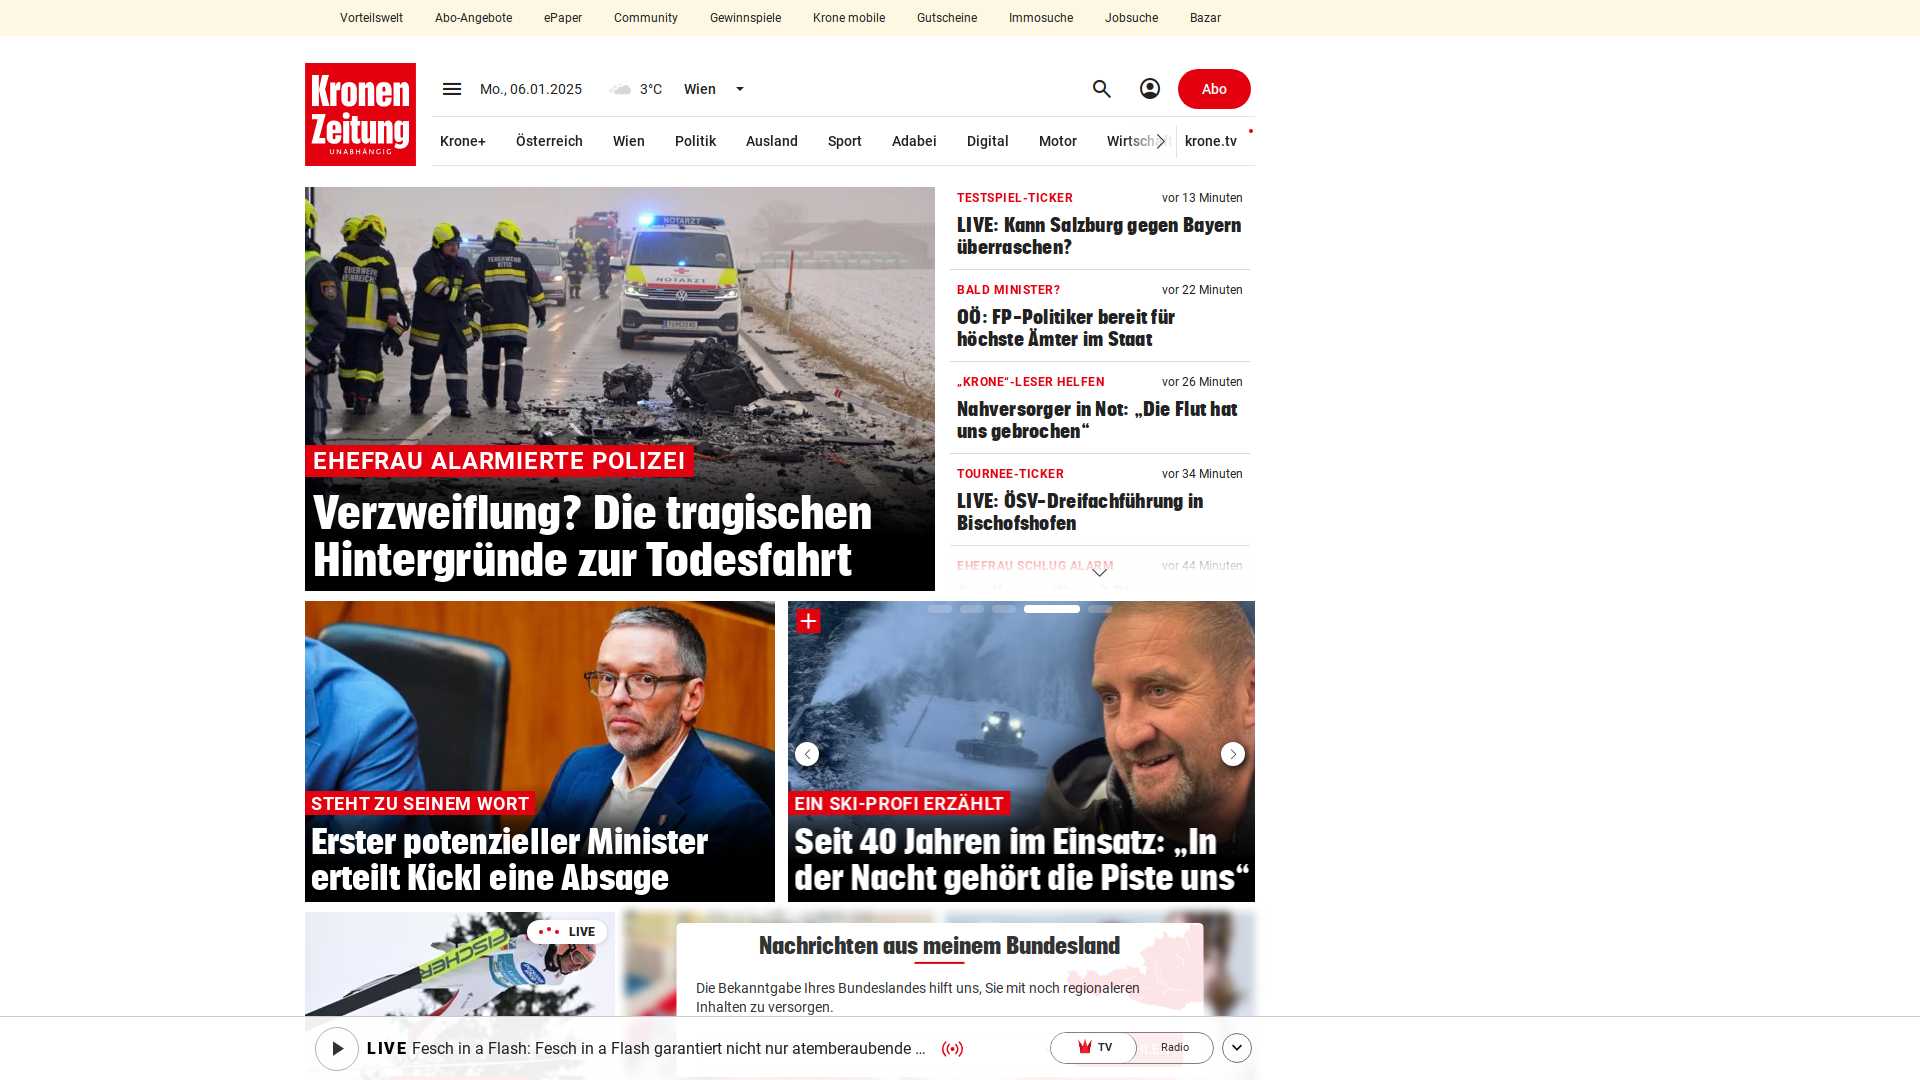 Vorteilswelt Abo-Angebote ePaper Community Gewinnspiele Krone mobile Gutscheine Immosuche Jobsuche Bazar
Kronen
Zeitung
UNABHÄNGIG
Mo., 06.01.2025 3°C Wien
Abo
Krone+ Österreich Wien Politik Ausland Sport Adabei Digital Motor Wirtschaft krone.tv
NOTARZT
NOTARZT
FEUERWEHR
EHEFRAU ALARMIERTE POLIZEI
Verzweiflung? Die tragischen
Hintergründe zur Todesfahrt
TESTSPIEL-TICKER vor 13 Minuten
LIVE: Kann Salzburg gegen Bayern
überraschen?
BALD MINISTER? vor 22 Minuten
OÖ: FP-Politiker bereit für
höchste Ämter im Staat
„KRONE“-LESER HELFEN vor 26 Minuten
Nahversorger in Not: „Die Flut hat
uns gebrochen“
TOURNEE-TICKER vor 34 Minuten
LIVE: ÖSV-Dreifachführung in
Bischofshofen
EHEFRAU SCHLUG ALARM vor 44 Minuten
STEHT ZU SEINEM WORT
Erster potenzieller Minister
erteilt Kickl eine Absage
EIN SKI-PROFI ERZÄHLT
Seit 40 Jahren im Einsatz: „In
der Nacht gehört die Piste uns“
LIVE
FISCHER
Nachrichten aus meinem Bundesland
Die Bekanntgabe Ihres Bundeslandes hilft uns, Sie mit noch regionaleren
Inhalten zu versorgen.
LIVE Fesch in a Flash: Fesch in a Flash garantiert nicht nur atemberaubende ...
TV Radio